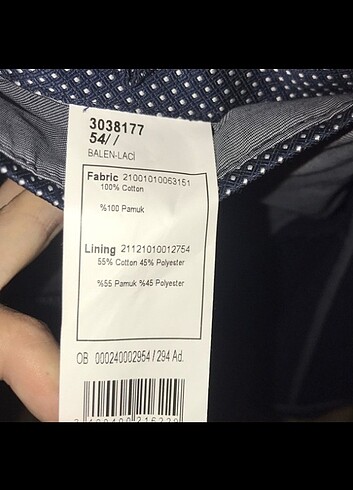 3038177
54//
BALEN-LACİ
Fabric 21001010063151
100% Cotton
%100 Pamuk
Lining 21121010012754
55% Cotton 45% Polyester
%55 Pamuk %45 Polyester
OB 000240002954 / 294 Ad.